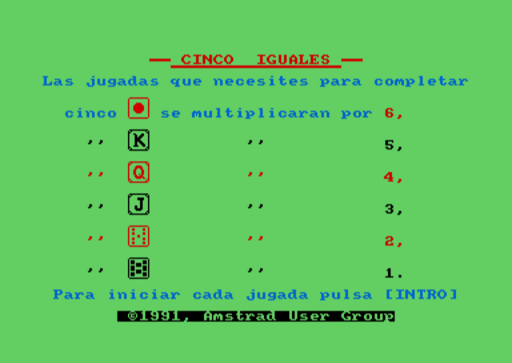 CINCO IGUALES
Las jugadas que necesites para completar
cinco se multiplicaran por 6,
,, K ,, 5,
,, Q ,, 4,
,, J ,, 3,
,, ,, 2,
,, ,, 1.
Para iniciar cada jugada pulsa [INTRO]
©1991, Amstrad User Group